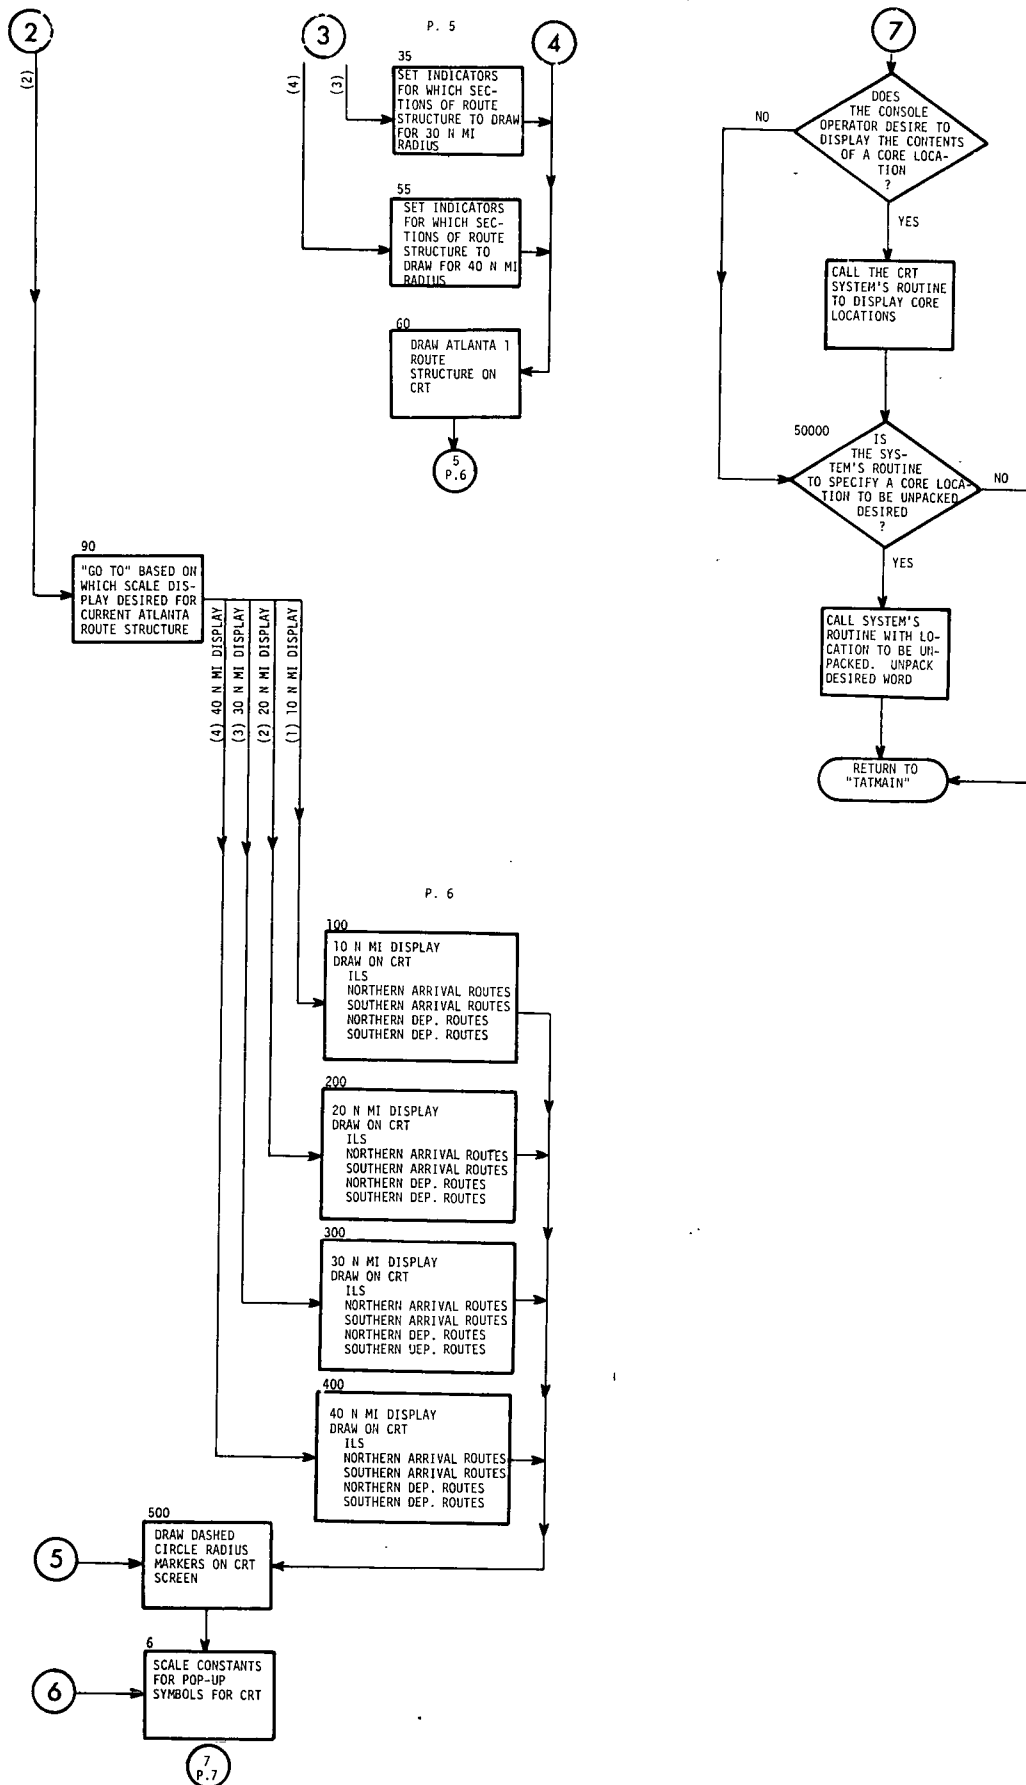 2
(2)
3
(4)
(3)
P. 5
4
35
SET INDICATORS
FOR WHICH SEC-
TIONS OF ROUTE
STRUCTURE TO DRAW
FOR 30 N MI
RADIUS
55
SET INDICATORS
FOR WHICH SEC-
TIONS OF ROUTE
STRUCTURE TO
DRAW FOR 40 N MI
RADIUS
60
DRAW ATLANTA 1
ROUTE
STRUCTURE ON
CRT
5
P.6
90
"GO TO" BASED ON
WHICH SCALE DIS-
PLAY DESIRED FOR
CURRENT ATLANTA
ROUTE STRUCTURE
(4) 40 N MI DISPLAY
(3) 30 N MI DISPLAY
(2) 20 N MI DISPLAY
(1) 10 N MI DISPLAY
P. 6
100
10 N MI DISPLAY
DRAW ON CRT
ILS
NORTHERN ARRIVAL ROUTES
SOUTHERN ARRIVAL ROUTES
NORTHERN DEP. ROUTES
SOUTHERN DEP. ROUTES
200
20 N MI DISPLAY
DRAW ON CRT
ILS
NORTHERN ARRIVAL ROUTES
SOUTHERN ARRIVAL ROUTES
NORTHERN DEP. ROUTES
SOUTHERN DEP. ROUTES
300
30 N MI DISPLAY
DRAW ON CRT
ILS
NORTHERN ARRIVAL ROUTES
SOUTHERN ARRIVAL ROUTES
NORTHERN DEP. ROUTES
SOUTHERN DEP. ROUTES
400
40 N MI DISPLAY
DRAW ON CRT
ILS
NORTHERN ARRIVAL ROUTES
SOUTHERN ARRIVAL ROUTES
NORTHERN DEP. ROUTES
SOUTHERN DEP. ROUTES
5
500
DRAW DASHED
CIRCLE RADIUS
MARKERS ON CRT
SCREEN
6
6
SCALE CONSTANTS
FOR POP-UP
SYMBOLS FOR CRT
7
P.7
7
DOES
THE CONSOLE
OPERATOR DESIRE TO
DISPLAY THE CONTENTS
OF A CORE LOCA-
TION
?
NO
YES
CALL THE CRT
SYSTEM'S ROUTINE
TO DISPLAY CORE
LOCATIONS
50000
IS
THE SYS-
TEM'S ROUTINE
TO SPECIFY A CORE LOCA-
TION TO BE UNPACKED
DESIRED
?
NO
YES
CALL SYSTEM'S
ROUTINE WITH LO-
CATION TO BE UN-
PACKED. UNPACK
DESIRED WORD
RETURN TO
"TATMAIN"